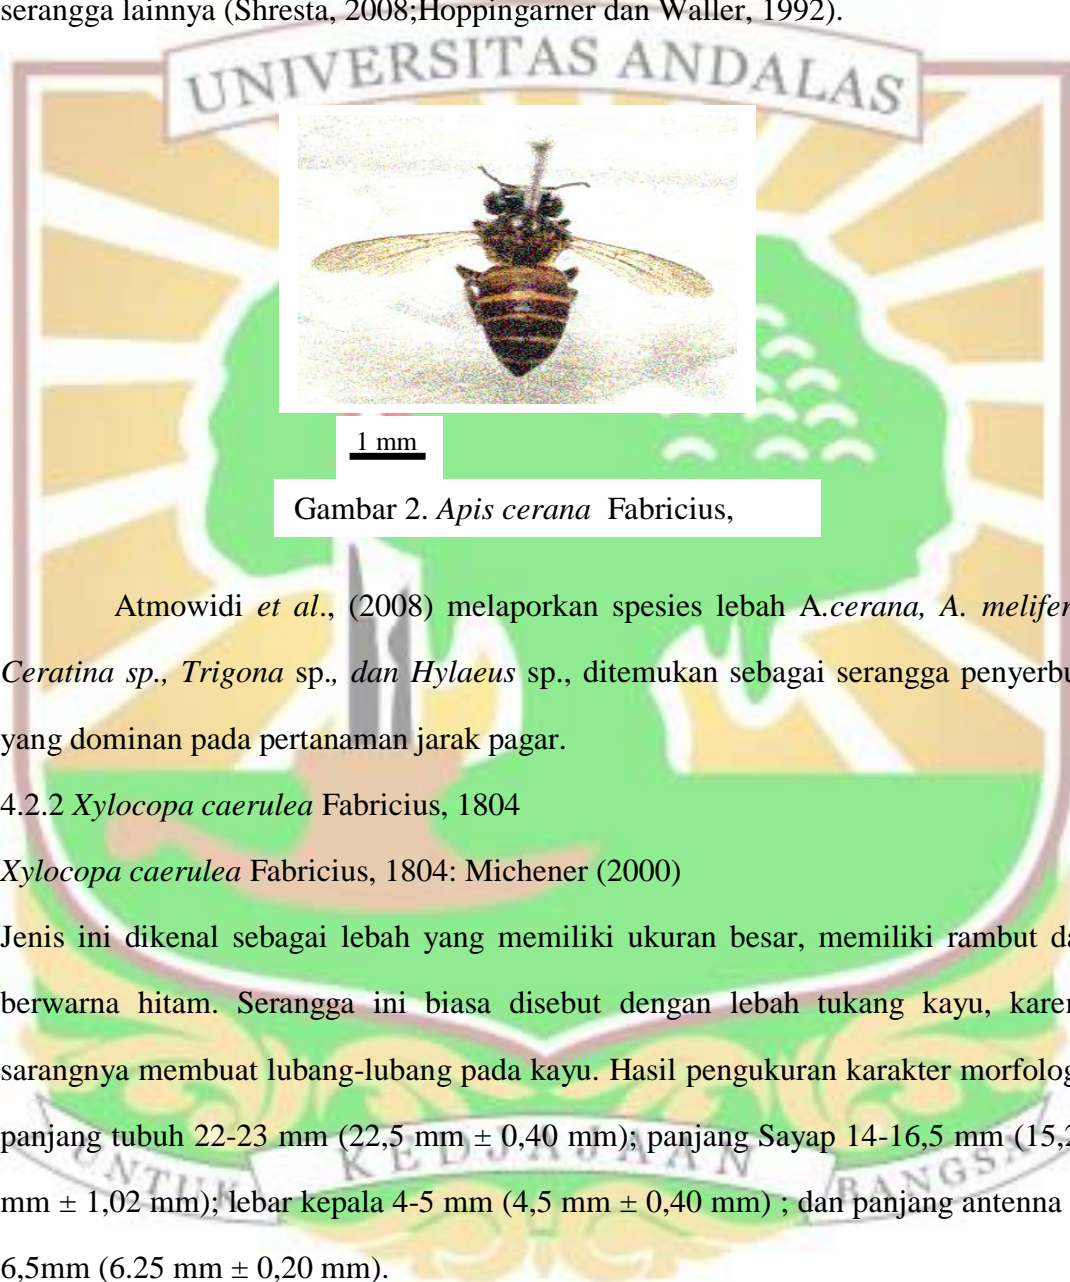 serangga lainnya (Shresta, 2008;Hoppingarner dan Waller, 1992).
UNIVERSITAS ANDALAS
1 mm
Gambar 2. Apis cerana Fabricius,
Atmowidi et al., (2008) melaporkan spesies lebah A.cerana, A. melifer
Ceratina sp., Trigona sp., dan Hylaeus sp., ditemukan sebagai serangga penyerbu
yang dominan pada pertanaman jarak pagar.
4.2.2 Xylocopa caerulea Fabricius, 1804
Xylocopa caerulea Fabricius, 1804: Michener (2000)
Jenis ini dikenal sebagai lebah yang memiliki ukuran besar, memiliki rambut da
berwarna hitam. Serangga ini biasa disebut dengan lebah tukang kayu, karen
sarangnya membuat lubang-lubang pada kayu. Hasil pengukuran karakter morfolog
panjang tubuh 22-23 mm (22,5 mm ± 0,40 mm); panjang Sayap 14-16,5 mm (15,2
UNTUK KEDJAJAAN BANGSA
mm ± 1,02 mm); lebar kepala 4-5 mm (4,5 mm ± 0,40 mm) ; dan panjang antenna
6,5mm (6.25 mm ± 0,20 mm).